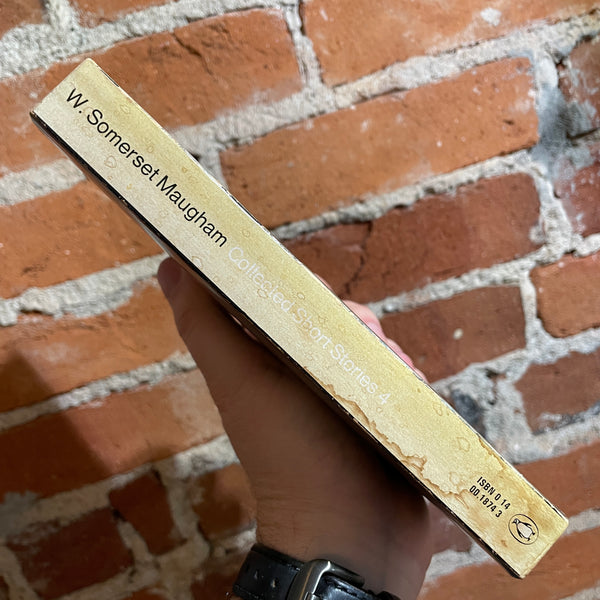 W. Somerset Maugham Collected Short Stories 4
ISBN 0 14
00.1874 3